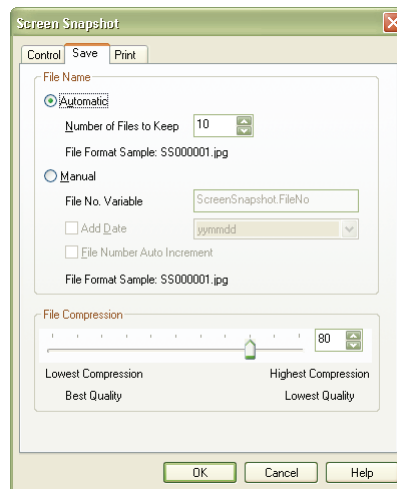 Screen Snapshot
Control Save Print
File Name
Automatic
Number of Files to Keep 10
File Format Sample: SS000001.jpg
Manual
File No. Variable ScreenSnapshot.FileNo
Add Date yymmdd
File Number Auto Increment
File Format Sample: SS000001.jpg
File Compression
80
Lowest Compression Highest Compression
Best Quality Lowest Quality
OK Cancel Help